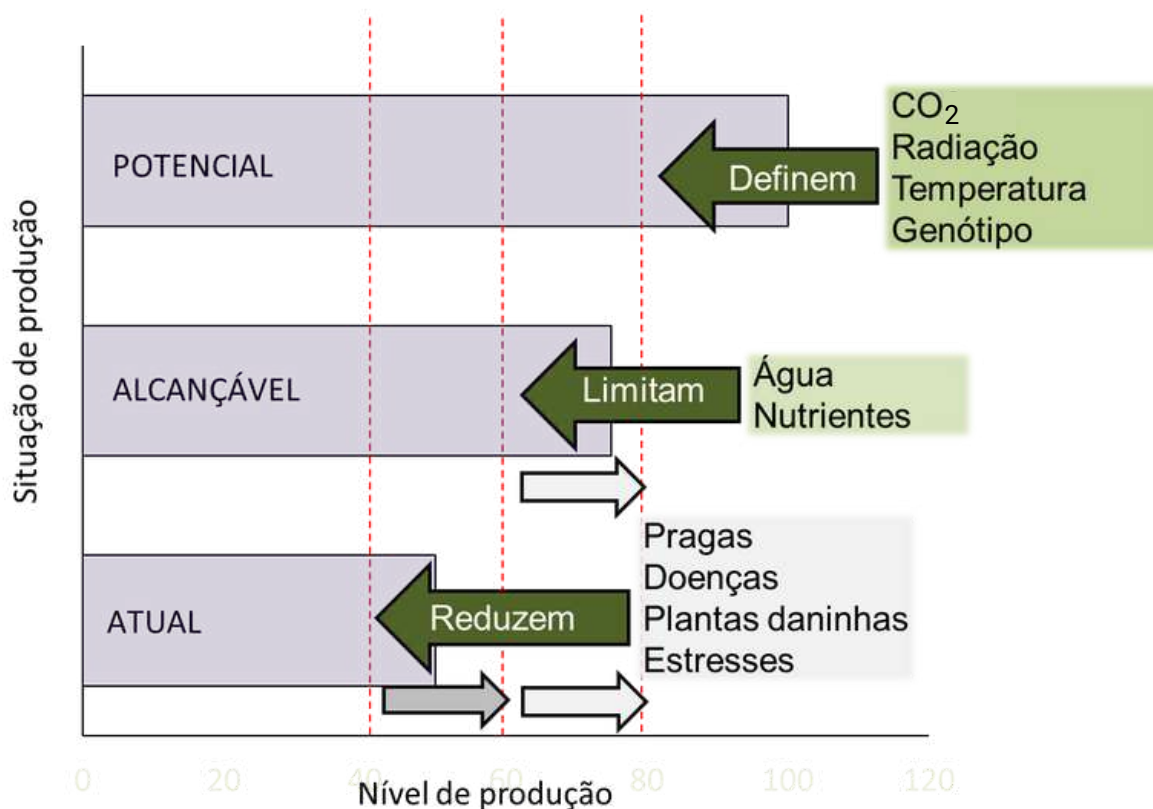 CO₂
Radiação
Temperatura
Genótipo
POTENCIAL
Definem
ALCANÇÁVEL
Limitam
Água
Nutrientes
Situação de produção
Pragas
Doenças
Plantas daninhas
Estresses
ATUAL
Reduzem
0 20 40 60 80 100 120
Nível de produção